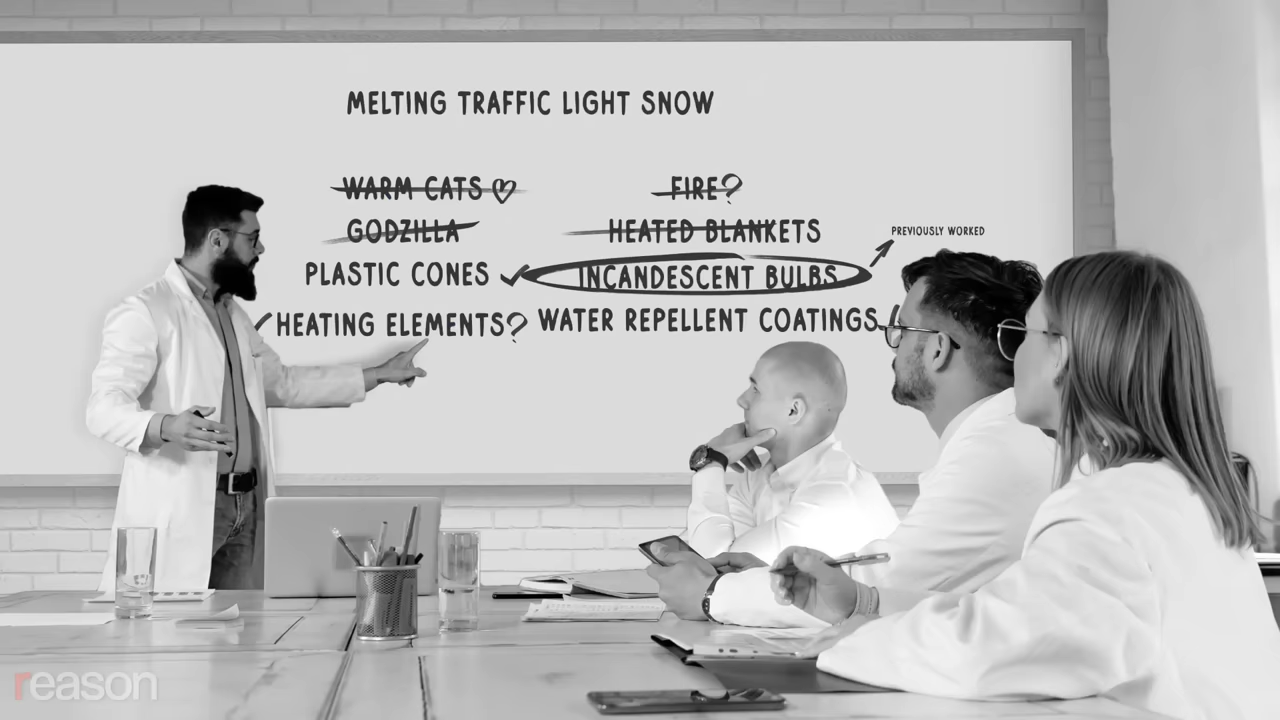 MELTING TRAFFIC LIGHT SNOW
WARM CATS
GODZILLA
PLASTIC CONES
HEATING ELEMENTS?
FIRE?
HEATED BLANKETS
INCANDESCENT BULBS
PREVIOUSLY WORKED
WATER REPELLENT COATINGS
reason